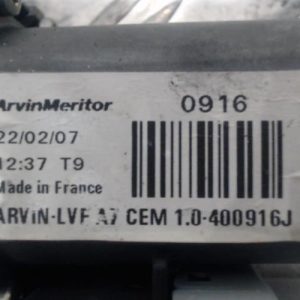 ArvinMeritor 0916
22/02/07
12:37 T9
Made in France
ARVIN-LVF A7 CEM 1.0-400916J